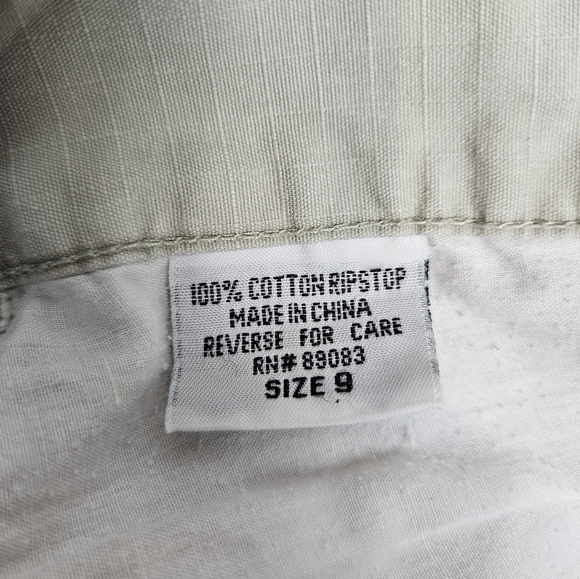 100% COTTON RIPSTOP
MADE IN CHINA
REVERSE FOR CARE
RN# 89083
SIZE 9